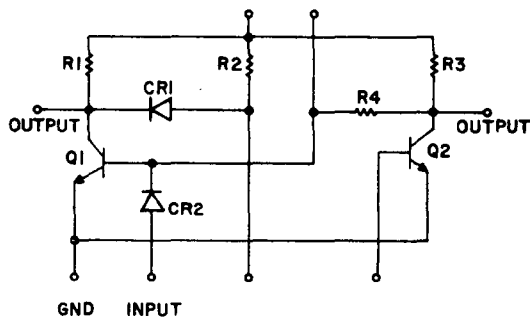 R1
R2
R3
CR1
R4
OUTPUT
OUTPUT
Q1
Q2
CR2
GND
INPUT